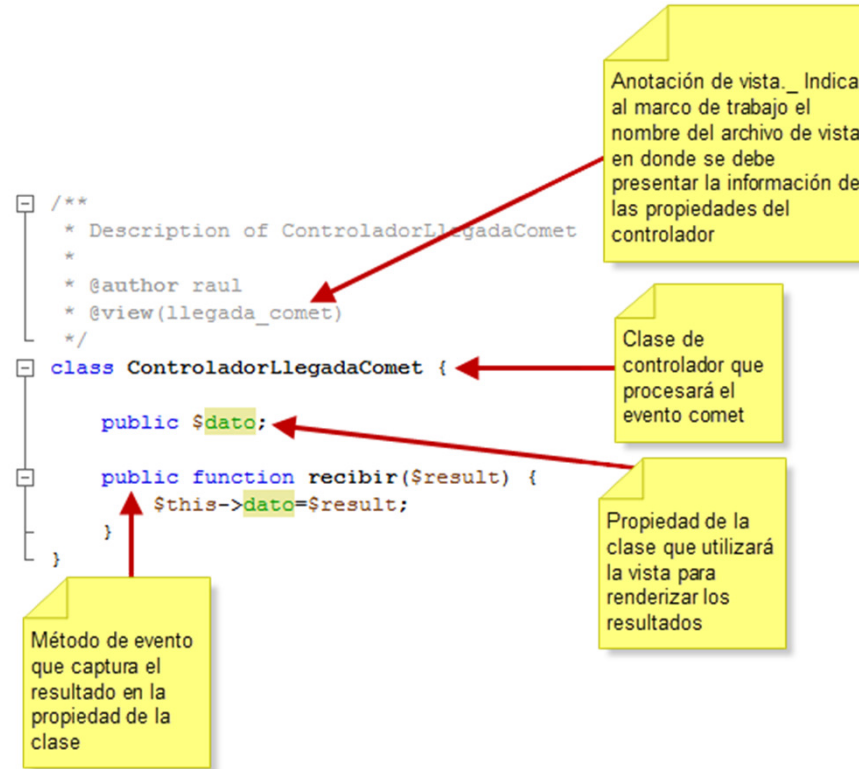 Anotación de vista._ Indica
al marco de trabajo el
nombre del archivo de vista
en donde se debe
presentar la información de
las propiedades del
controlador
/**
* Description of ControladorLlegadaComet
*
* @author raul
* @view(llegada_comet)
*/
class ControladorLlegadaComet {
public $dato;
public function recibir($result) {
$this->dato=$result;
}
}
Clase de
controlador que
procesará el
evento comet
Propiedad de la
clase que utilizará
la vista para
renderizar los
resultados
Método de evento
que captura el
resultado en la
propiedad de la
clase